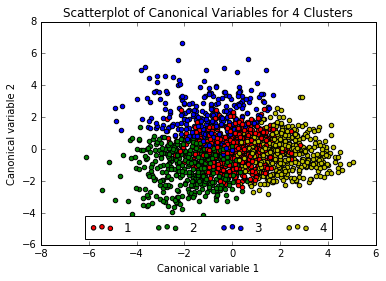 Scatterplot of Canonical Variables for 4 Clusters
8
6
4
2
0
−2
−4
−6
Canonical variable 2
1 2 3 4
−8 −6 −4 −2 0 2 4 6 8
Canonical variable 1